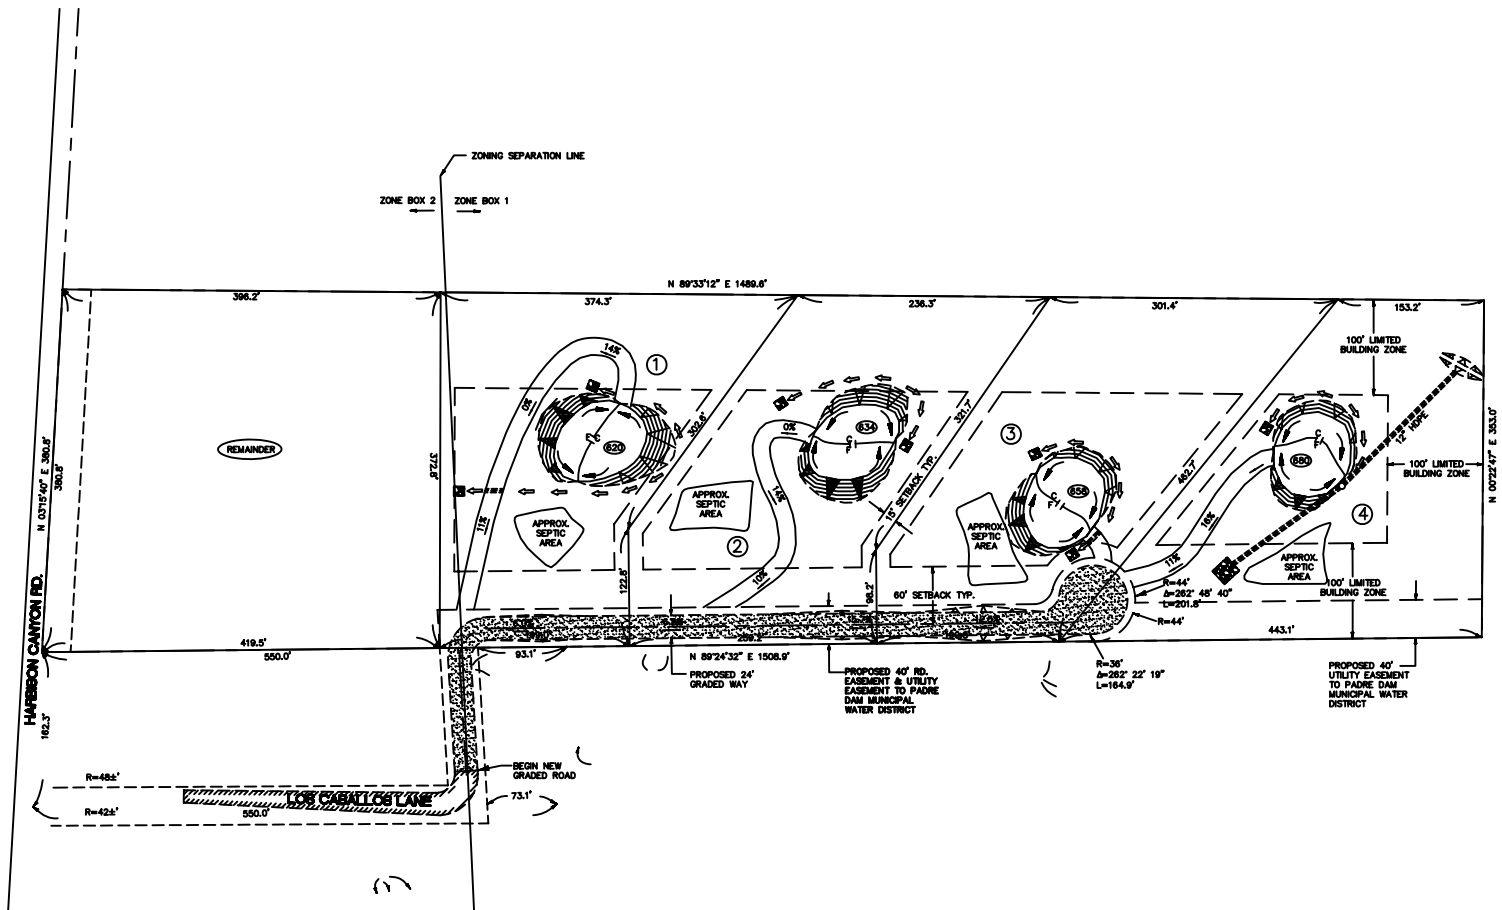 ZONING SEPARATION LINE
ZONE BOX 2
ZONE BOX 1
N 89°33'12" E 1489.6'
396.2'
374.3'
236.3'
301.4'
153.2'
100' LIMITED
BUILDING ZONE
14%
1
0%
11%
302.6'
620
C
REMAINDER
372.8'
N 03°15'40" E 380.8'
380.8'
APPROX.
SEPTIC
AREA
0%
634
C
F
14%
10%
APPROX.
SEPTIC
AREA
2
15' SETBACK TYP.
321.7'
3
658
C
F
APPROX.
SEPTIC
AREA
462.7'
680
C
F
16%
11%
12" HDPE
100' LIMITED
BUILDING ZONE
4
N 00°22'47" E 353.0'
APPROX.
SEPTIC
AREA
100' LIMITED
BUILDING ZONE
122.8'
98.2'
60' SETBACK TYP.
R=44'
Δ=262° 48' 40"
L=201.8'
R=44'
HARBISON CANYON RD.
419.5'
550.0'
93.1'
N 89°24'32" E 1508.9'
443.1'
162.3'
PROPOSED 24'
GRADED WAY
PROPOSED 40' RD.
EASEMENT & UTILITY
EASEMENT TO PADRE
DAM MUNICIPAL
WATER DISTRICT
R=36'
Δ=262° 22' 19"
L=164.9'
PROPOSED 40'
UTILITY EASEMENT
TO PADRE DAM
MUNICIPAL WATER
DISTRICT
BEGIN NEW
GRADED ROAD
R=48±'
LOS CABALLOS LANE
73.1'
R=42±'
550.0'